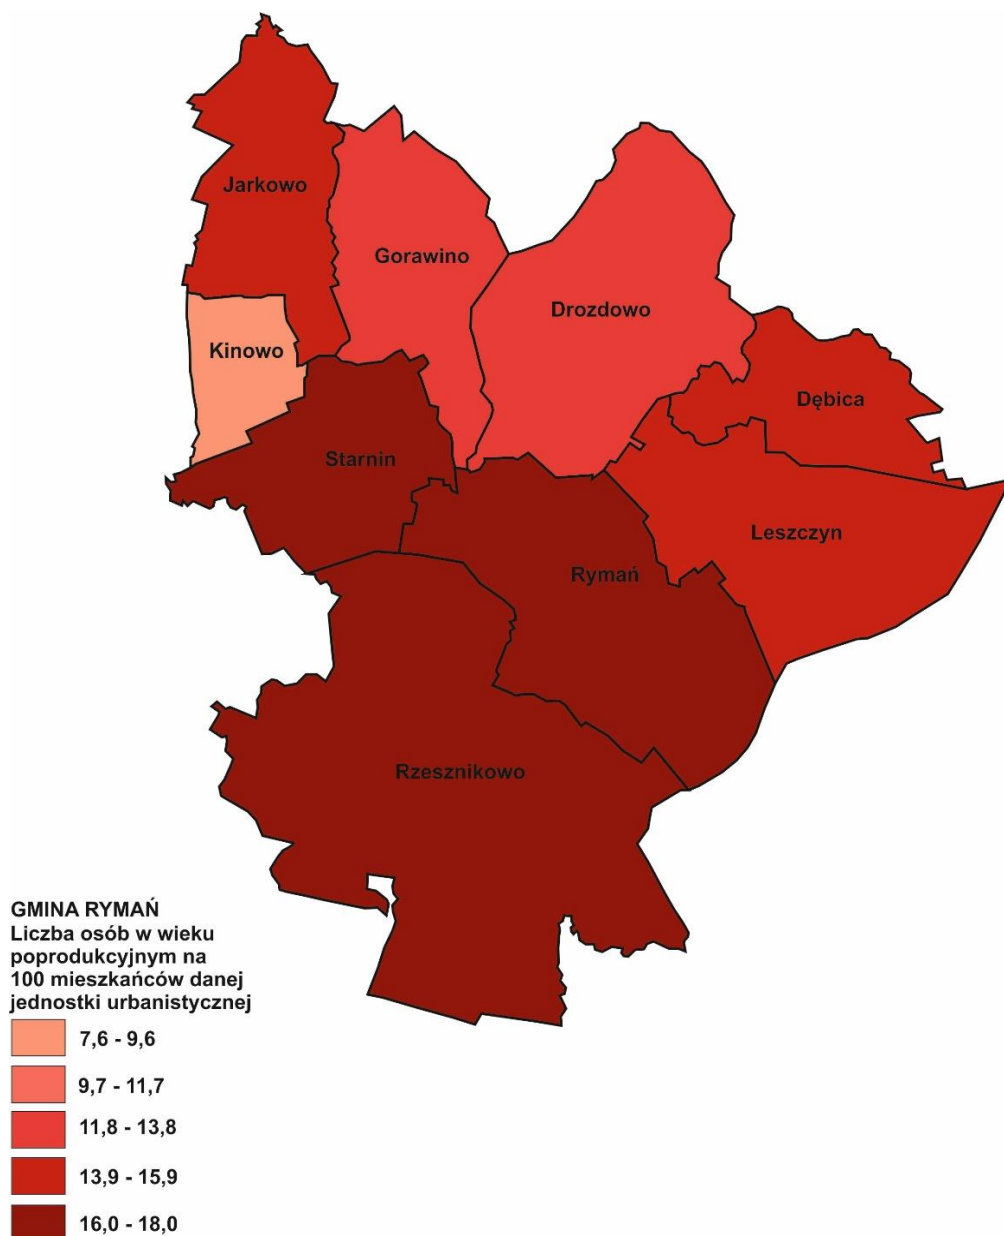 Jarkowo
Gorawino
Drozdowo
Kinowo
Dębica
Starnin
Leszczyn
Rymań
Rzesznikowo
GMINA RYMAŃ
Liczba osób w wieku
poprodukcyjnym na
100 mieszkańców danej
jednostki urbanistycznej
7,6 - 9,6
9,7 - 11,7
11,8 - 13,8
13,9 - 15,9
16,0 - 18,0